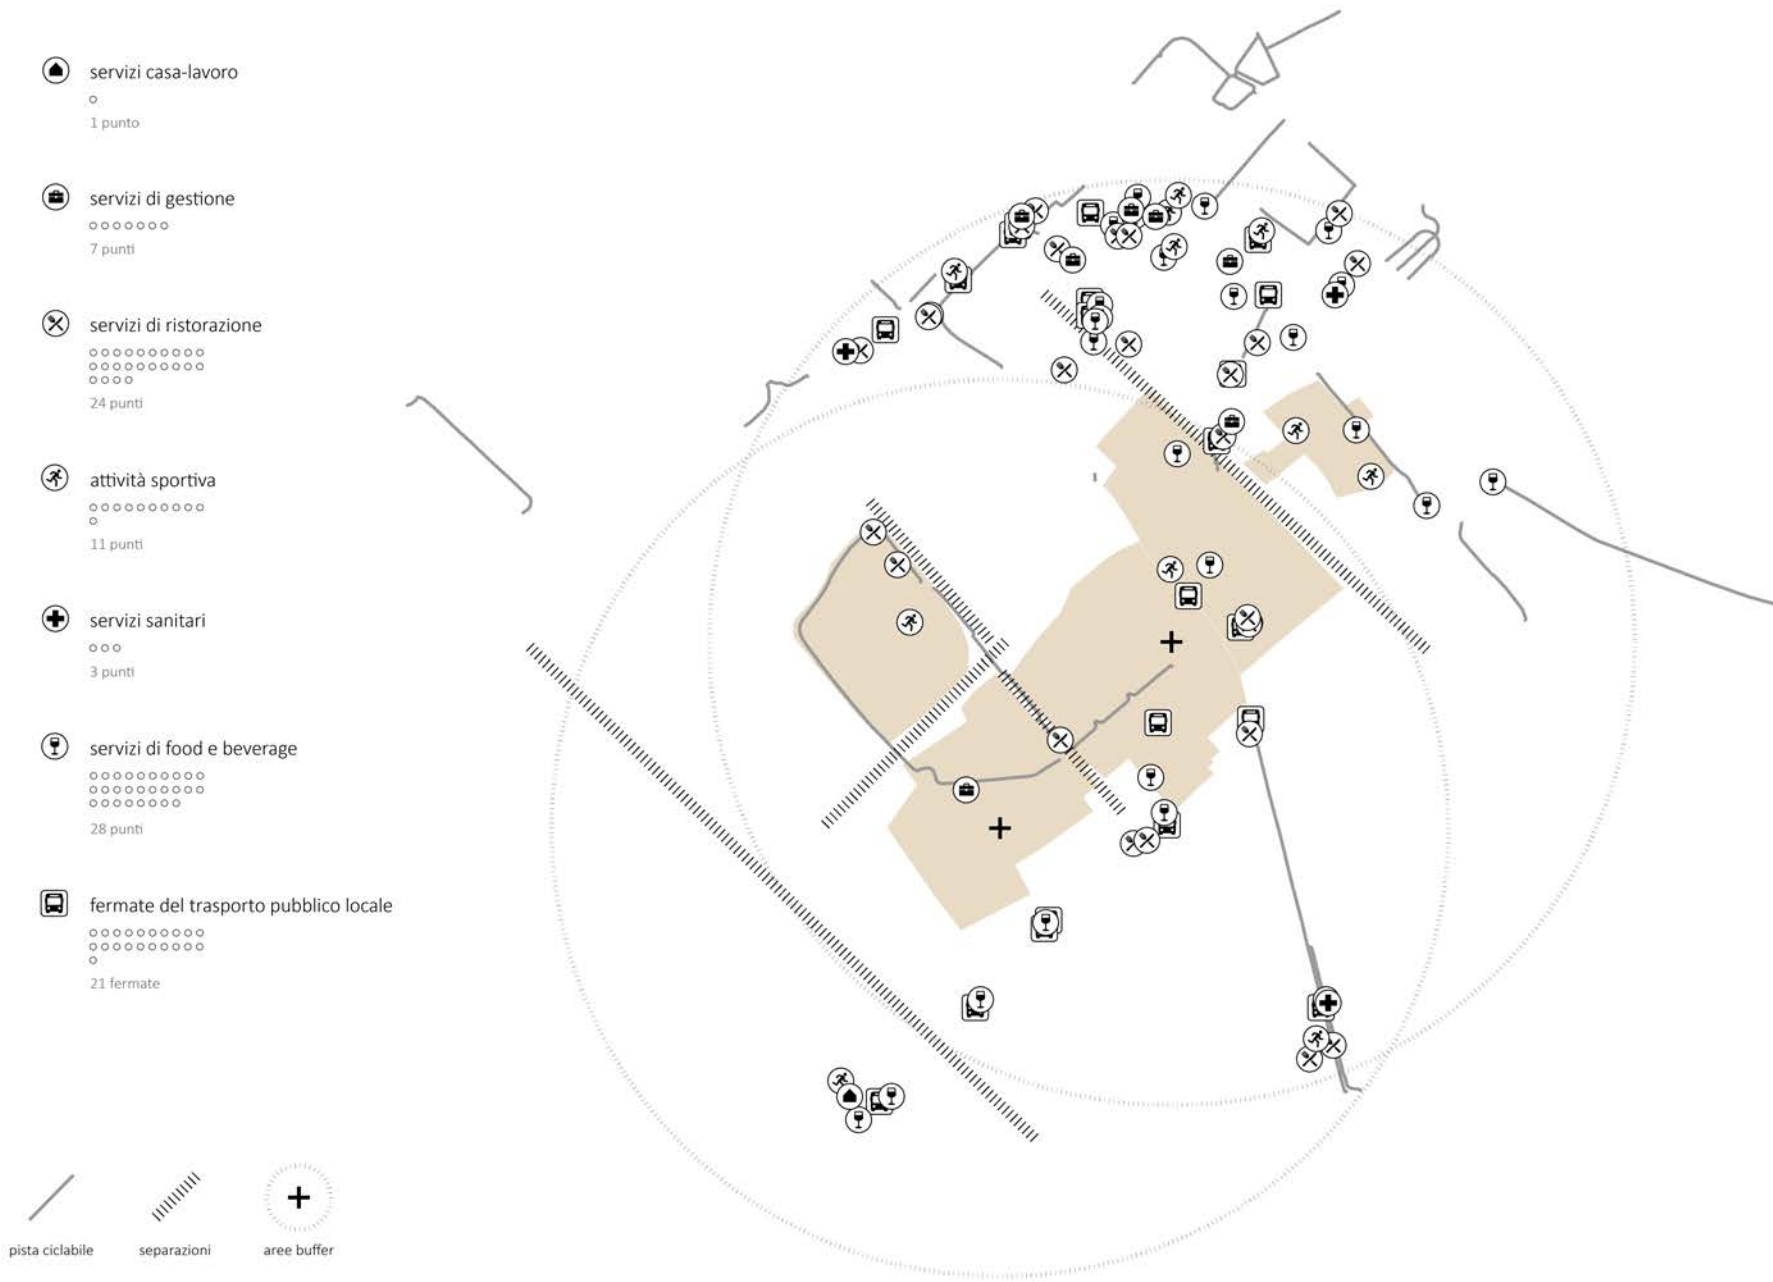 servizi casa-lavoro
1 punto
servizi di gestione
7 punti
servizi di ristorazione
24 punti
attività sportiva
11 punti
servizi sanitari
3 punti
servizi di food e beverage
28 punti
fermate del trasporto pubblico locale
21 fermate
pista ciclabile
separazioni
aree buffer